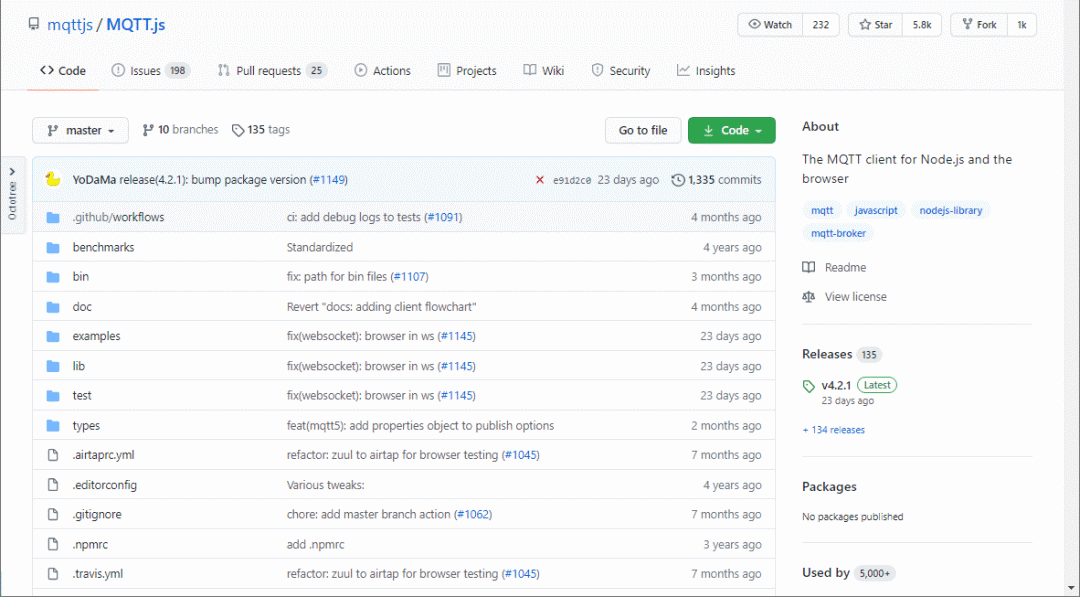 mqttjs / MQTT.js
Watch 232 Star 5.8k Fork 1k
Code Issues 198 Pull requests 25 Actions Projects Wiki Security Insights
master 10 branches 135 tags Go to file Code
Octotree
YoDaMa release(4.2.1): bump package version (#1149) e91d2c0 23 days ago 1,335 commits
.github/workflows ci: add debug logs to tests (#1091) 4 months ago
benchmarks Standardized 4 years ago
bin fix: path for bin files (#1107) 3 months ago
doc Revert "docs: adding client flowchart" 4 months ago
examples fix(websocket): browser in ws (#1145) 23 days ago
lib fix(websocket): browser in ws (#1145) 23 days ago
test fix(websocket): browser in ws (#1145) 23 days ago
types feat(mqtt5): add properties object to publish options 2 months ago
.airtaprc.yml refactor: zuul to airtap for browser testing (#1045) 7 months ago
.editorconfig Various tweaks: 4 years ago
.gitignore chore: add master branch action (#1062) 7 months ago
.npmrc add .npmrc 3 years ago
.travis.yml refactor: zuul to airtap for browser testing (#1045) 7 months ago
About
The MQTT client for Node.js and the
browser
mqtt javascript nodejs-library
mqtt-broker
Readme
View license
Releases 135
v4.2.1 Latest
23 days ago
+ 134 releases
Packages
No packages published
Used by 5,000+